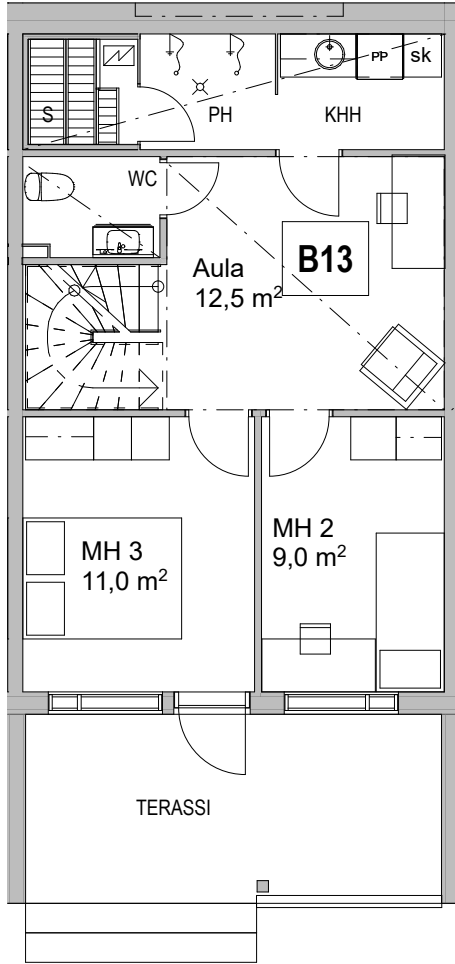 PP
sk
S
PH
KHH
WC
B13
Aula
12,5 m²
MH 3
11,0 m²
MH 2
9,0 m²
TERASSI